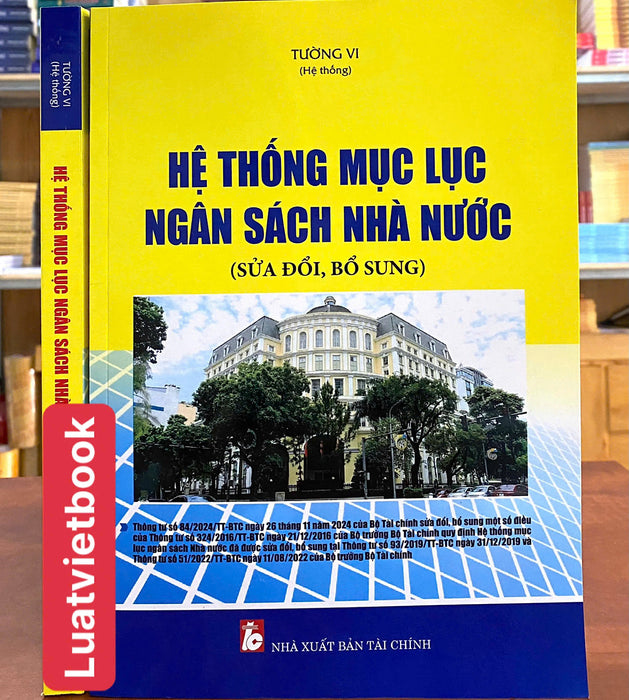 TƯỜNG VI
(Hệ thống)
HỆ THỐNG MỤC LỤC NGÂN SÁCH NHÀ
TƯỜNG VI
(Hệ thống)
HỆ THỐNG MỤC LỤC
NGÂN SÁCH NHÀ NƯỚC
(SỬA ĐỔI, BỔ SUNG)
Thông tư số 84/2024/TT-BTC ngày 26 tháng 11 năm 2024 của Bộ Tài chính sửa đổi, bổ sung một số điều
của Thông tư số 324/2016/TT-BTC ngày 21/12/2016 của Bộ trưởng Bộ Tài chính quy định Hệ thống mục
lục ngân sách Nhà nước đã được sửa đổi, bổ sung tại Thông tư số 93/2019/TT-BTC ngày 31/12/2019 và
Thông tư số 51/2022/TT-BTC ngày 11/08/2022 của Bộ trưởng Bộ Tài chính
tc
NHÀ XUẤT BẢN TÀI CHÍNH
Luatvietbook